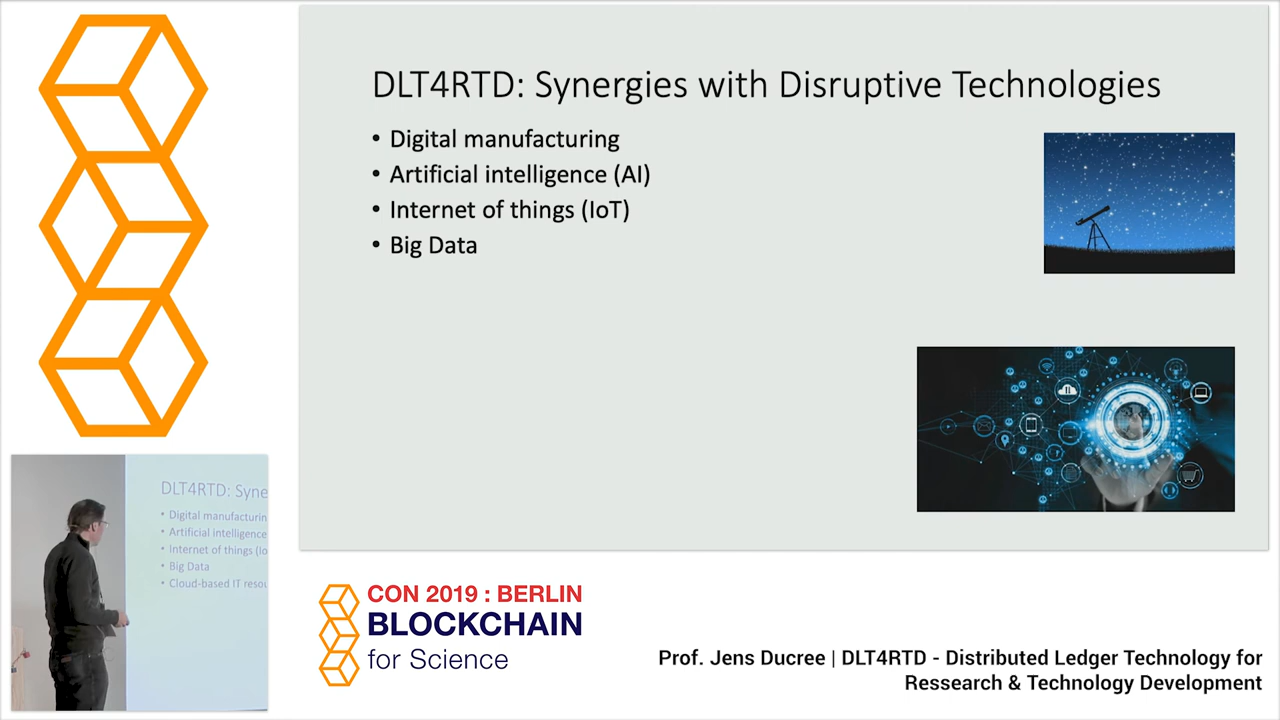 DLT4RTD: Synergies with Disruptive Technologies
• Digital manufacturing
• Artificial intelligence (AI)
• Internet of things (IoT)
• Big Data
DLT4RTD: Syne
• Digital manufacturin
• Artificial intelligence
• Internet of things (Io
• Big Data
• Cloud-based IT resou
CON 2019 : BERLIN
BLOCKCHAIN
for Science
Prof. Jens Ducree | DLT4RTD - Distributed Ledger Technology for
Ressearch & Technology Development